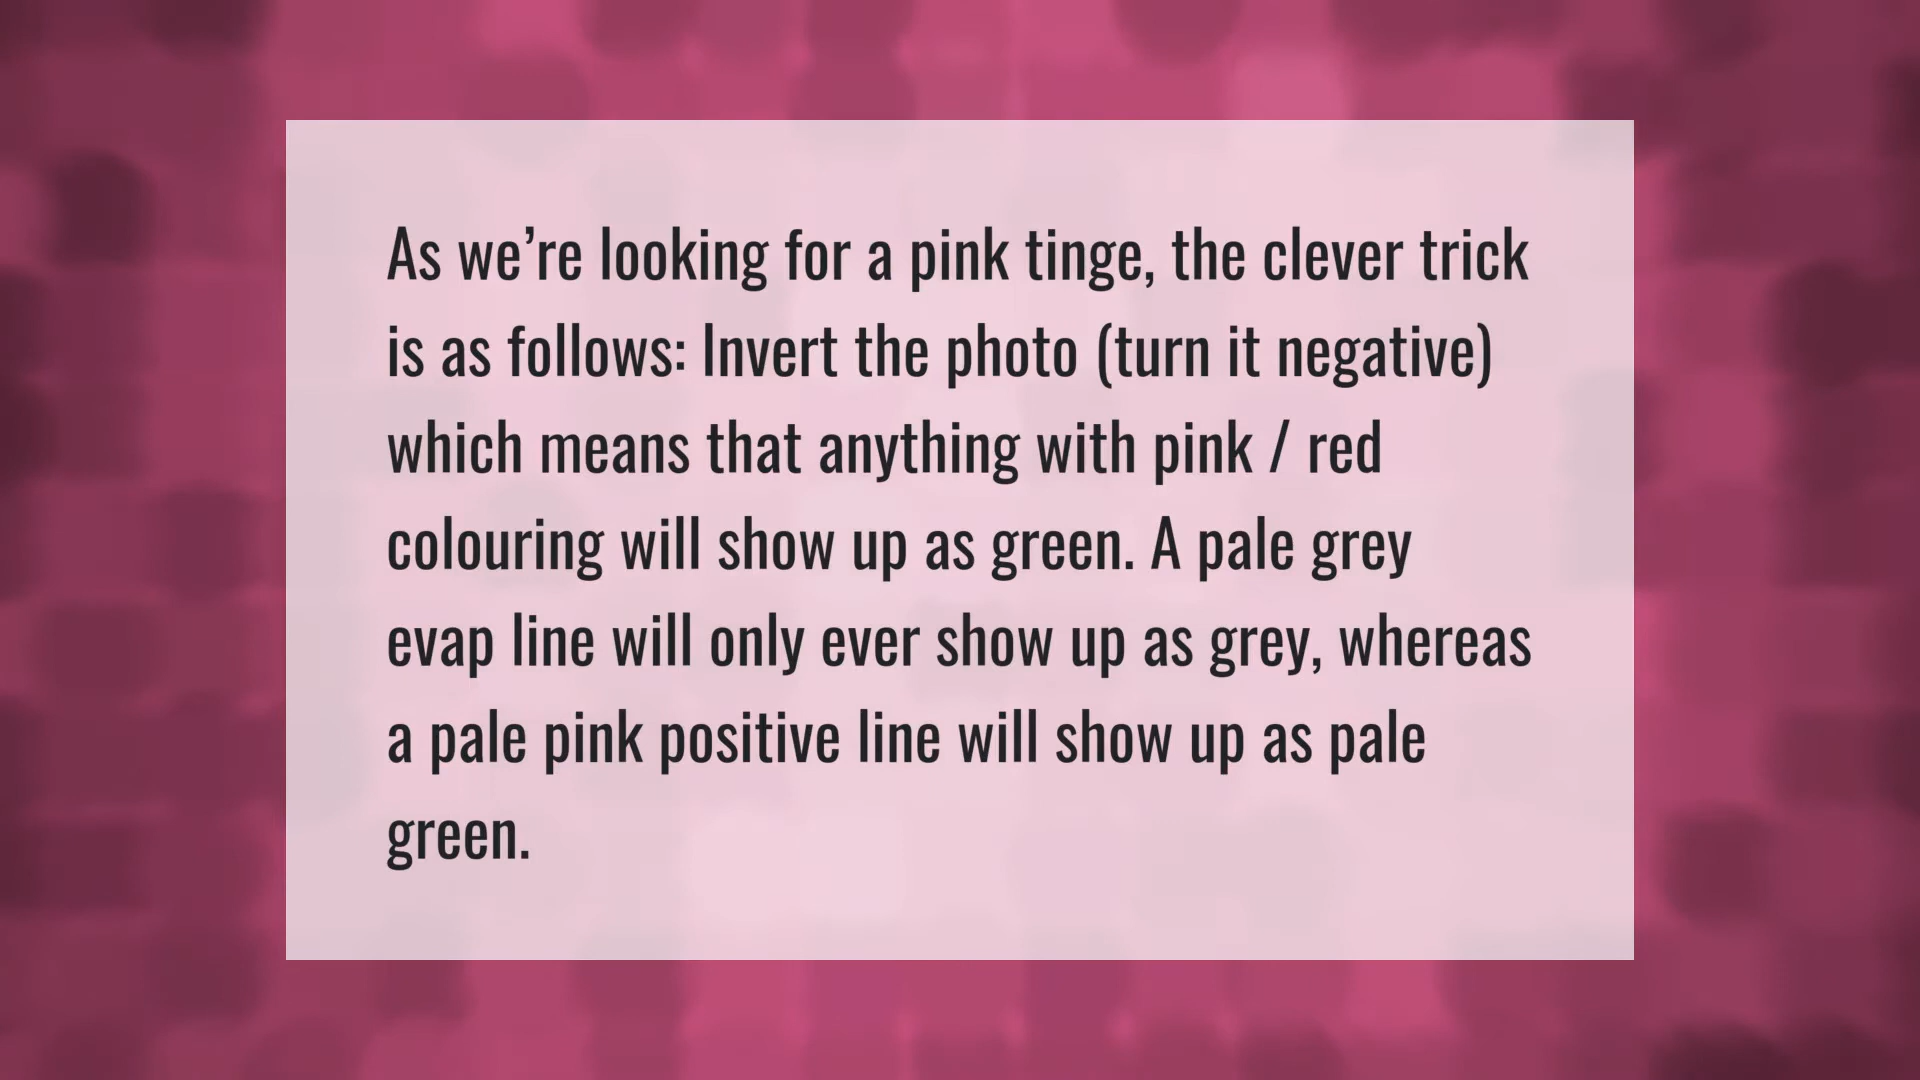 As we’re looking for a pink tinge, the clever trick
is as follows: Invert the photo (turn it negative)
which means that anything with pink / red
colouring will show up as green. A pale grey
evap line will only ever show up as grey, whereas
a pale pink positive line will show up as pale
green.